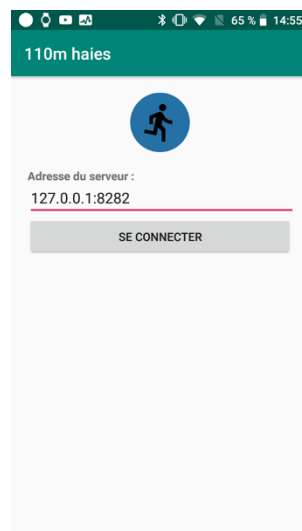 65 % 14:55
110m haies
Adresse du serveur :
127.0.0.1:8282
SE CONNECTER